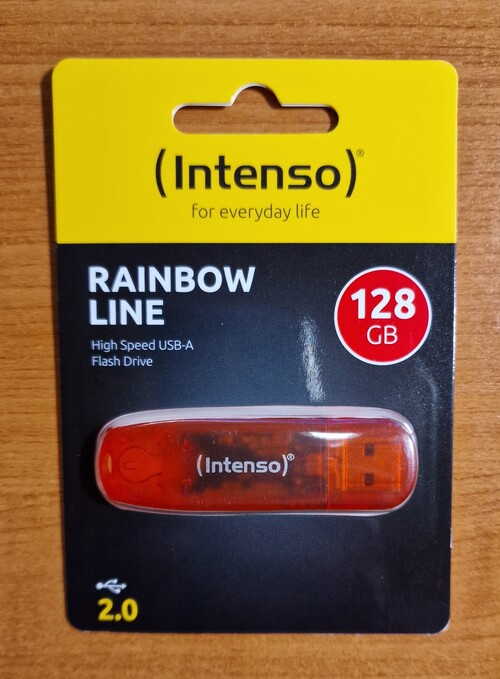 (Intenso)®
for everyday life
RAINBOW
LINE
128
GB
High Speed USB-A
Flash Drive
(Intenso)®
2.0